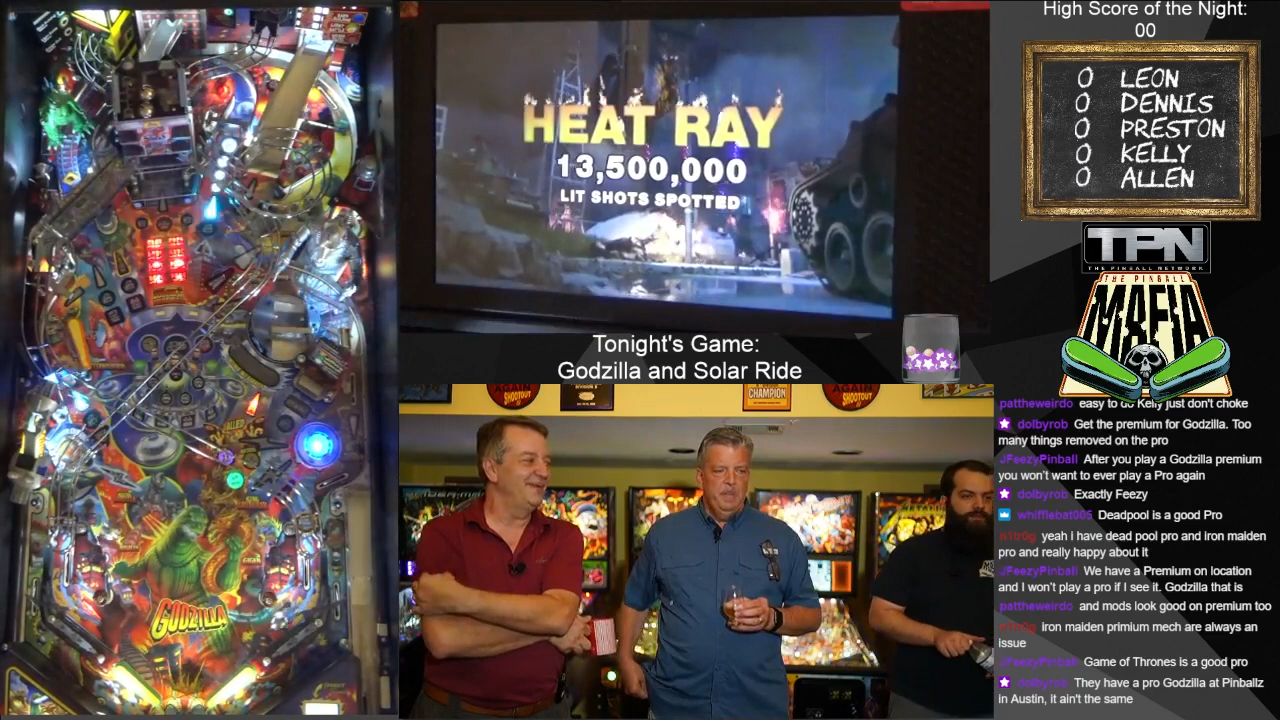 HEAT RAY
13,500,000
LIT SHOTS SPOTTED
Tonight's Game:
Godzilla and Solar Ride
High Score of the Night:
00
0 LEON
0 DENNIS
0 PRESTON
0 KELLY
0 ALLEN
TPN
THE PINBALL NETWORK
THE PINBALL
MAFIA
GODZILLA
AGAIN
SHOOTOUT
CHAMPION
AGAIN
SHOOTOUT
pattheweirdo easy to do Kelly just don't choke
dolbyrob Get the premium for Godzilla. Too
many things removed on the pro
JFeezyPinball After you play a Godzilla premium
you won't want to ever play a Pro again
dolbyrob Exactly Feezy
whifflebat005 Deadpool is a good Pro
yeah i have dead pool pro and iron maiden
pro and really happy about it
JFeezyPinball We have a Premium on location
and I won't play a pro if I see it. Godzilla that is
pattheweirdo and mods look good on premium too
iron maiden primium mech are always an
issue
JFeezyPinball Game of Thrones is a good pro
dolbyrob They have a pro Godzilla at Pinballz
in Austin, it ain't the same